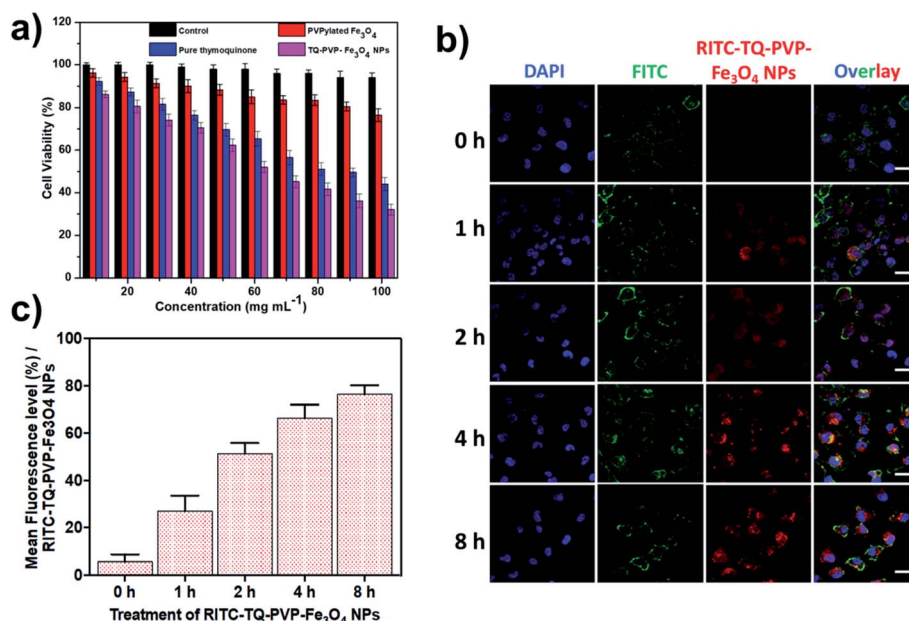 a)
Control
PVPylated Fe₃O₄
Pure thymoquinone
TQ-PVP- Fe₃O₄ NPs
120
100
80
60
40
20
0
Cell Viability (%)
20
40
60
80
100
Concentration (mg mL⁻¹)
b)
DAPI
FITC
RITC-TQ-PVP-
Fe₃O₄ NPs
Overlay
0 h
1 h
2 h
4 h
8 h
c)
100
80
60
40
20
0
Mean Fluorescence level (%) /
RITC-TQ-PVP-Fe3O4 NPs
0 h
1 h
2 h
4 h
8 h
Treatment of RITC-TQ-PVP-Fe₃O₄ NPs